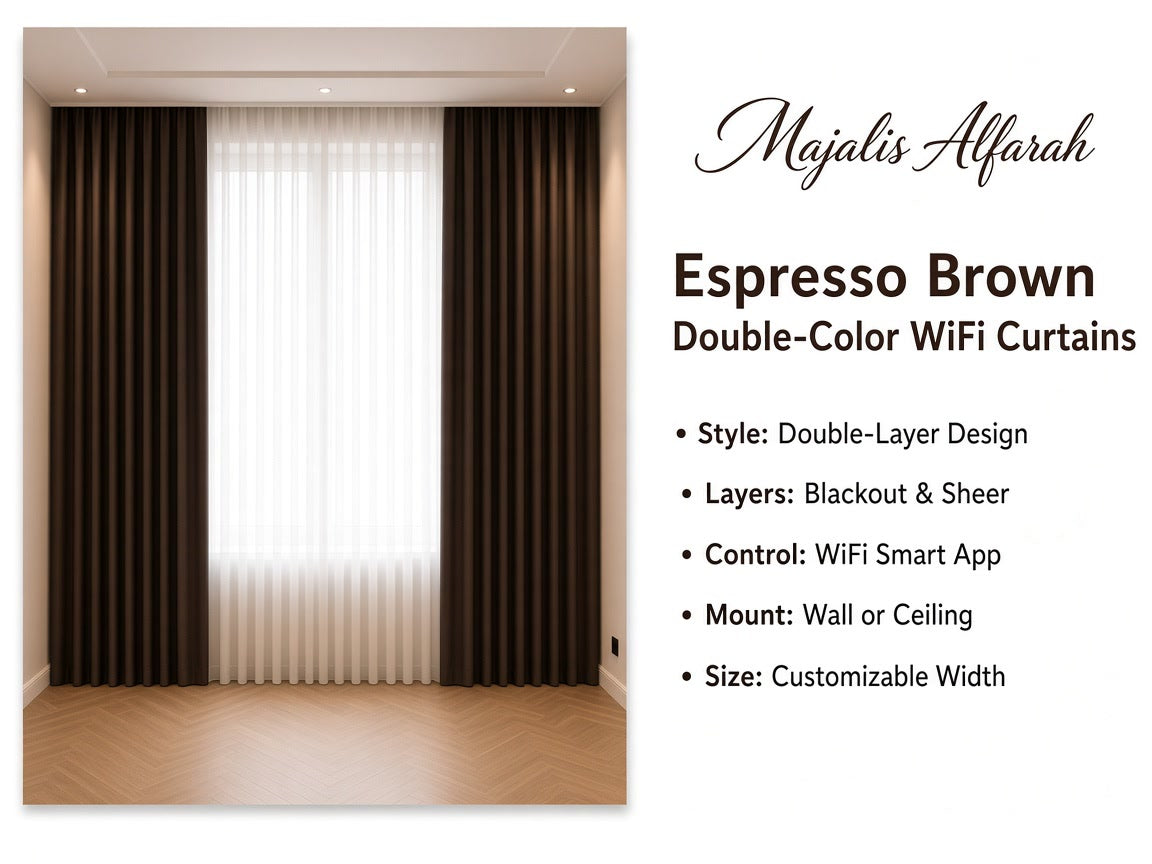 Majalis Alfarah
Espresso Brown
Double-Color WiFi Curtains
• Style: Double-Layer Design
• Layers: Blackout & Sheer
• Control: WiFi Smart App
• Mount: Wall or Ceiling
• Size: Customizable Width